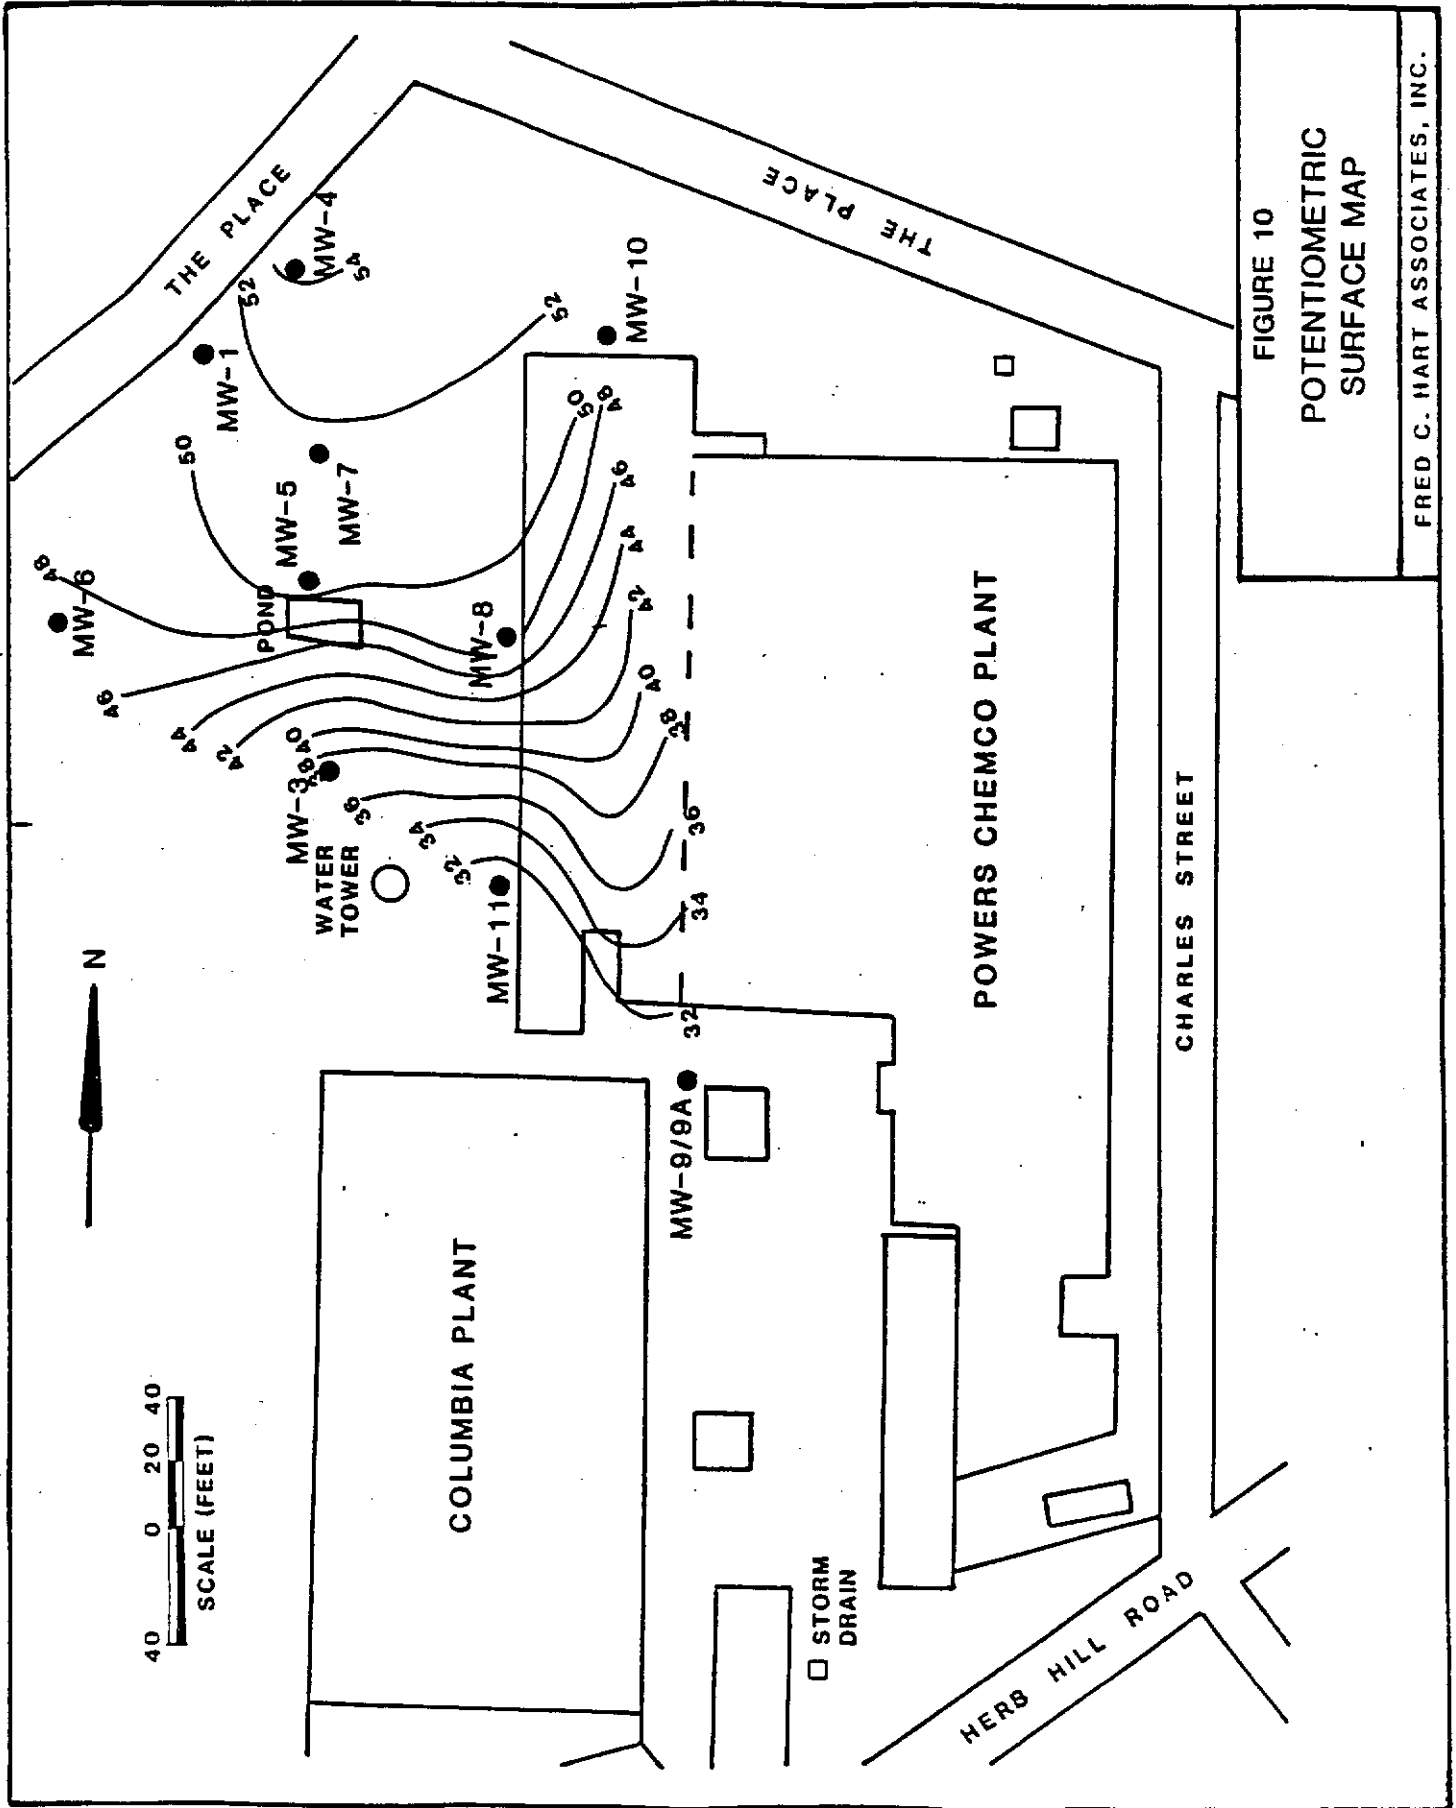 THE PLACE
MW-4
54
52
52
MW-1
MW-10
THE PLACE
50
MW-7
MW-5
50
48
48
MW-6
POND
MW-8
46
46
44
44
42
42
40
40
38
38
MW-3
36
36
34
34
32
32
WATER
TOWER
MW-11
N
MW-9/9A
POWERS CHEMCO PLANT
CHARLES STREET
COLUMBIA PLANT
40 0 20 40
SCALE (FEET)
STORM
DRAIN
HERB HILL ROAD
FIGURE 10
POTENTIOMETRIC
SURFACE MAP
FRED C. HART ASSOCIATES, INC.